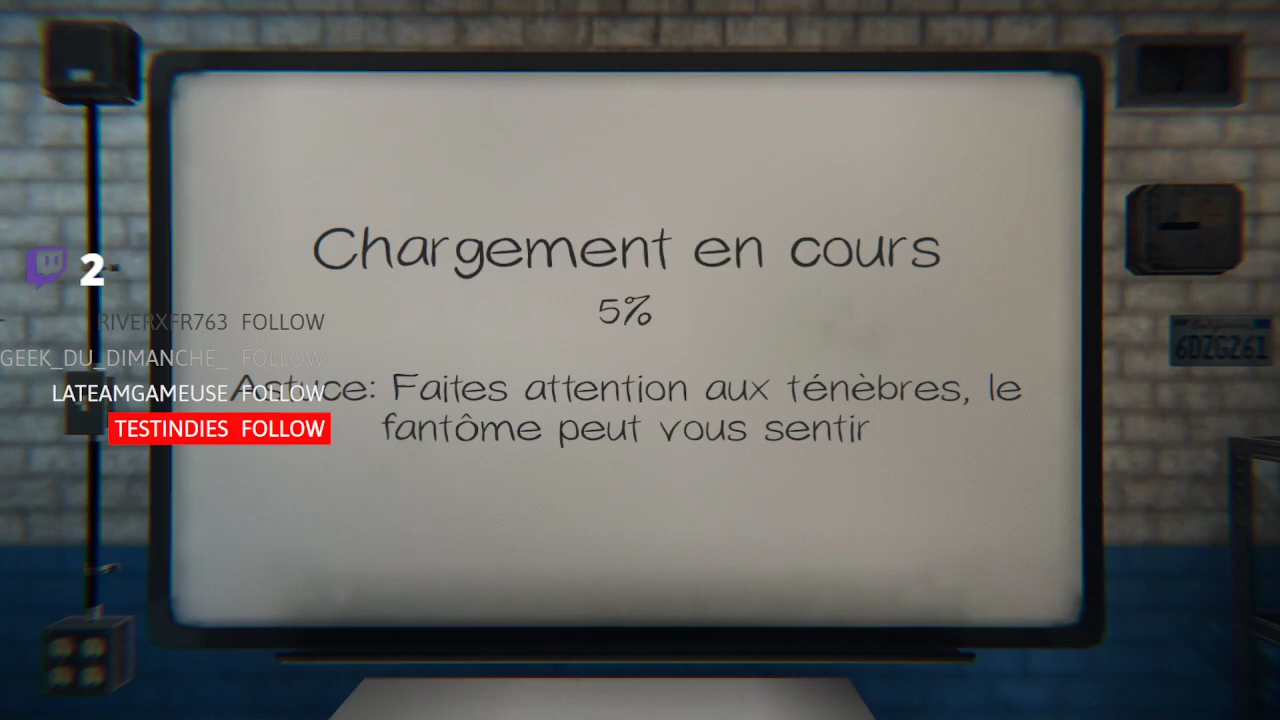 Chargement en cours
5%
Astuce: Faites attention aux ténèbres, le
fantôme peut vous sentir
2
RIVERXFR763 FOLLOW
GEEK_DU_DIMANCHE_ FOLLOW
LATEAMGAMEUSE FOLLOW
TESTINDIES FOLLOW
California
6DZG261